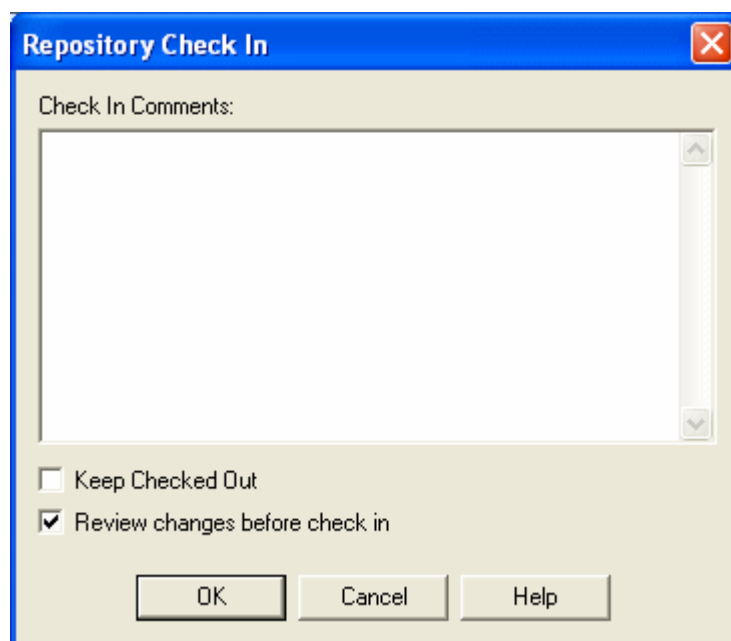 Repository Check In
Check In Comments:
Keep Checked Out
Review changes before check in
OK Cancel Help